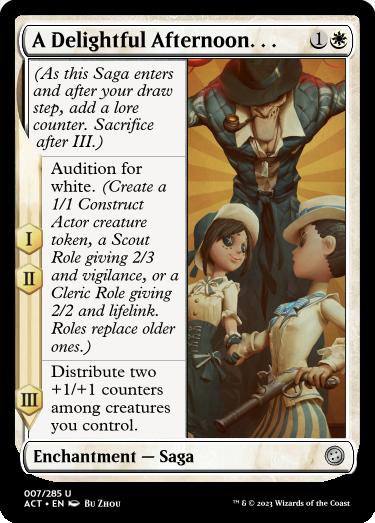 A Delightful Afternoon. . . 1
(As this Saga enters
and after your draw
step, add a lore
counter. Sacrifice
after III.)
I
II
Audition for
white. (Create a
1/1 Construct
Actor creature
token, a Scout
Role giving 2/3
and vigilance, or a
Cleric Role giving
2/2 and lifelink.
Roles replace older
ones.)
III
Distribute two
+1/+1 counters
among creatures
you control.
Enchantment — Saga
007/285 U
ACT • EN Bu Zhou
™ & © 2023 Wizards of the Coast